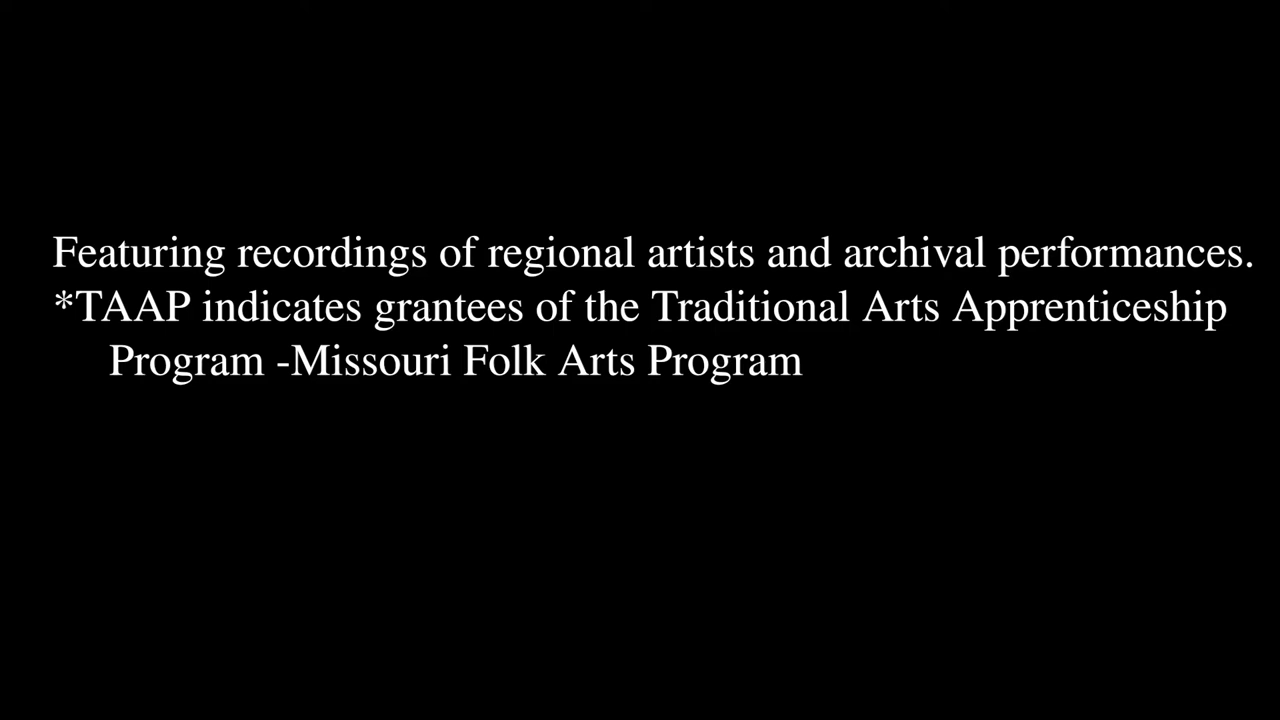 Featuring recordings of regional artists and archival performances.
*TAAP indicates grantees of the Traditional Arts Apprenticeship
Program -Missouri Folk Arts Program